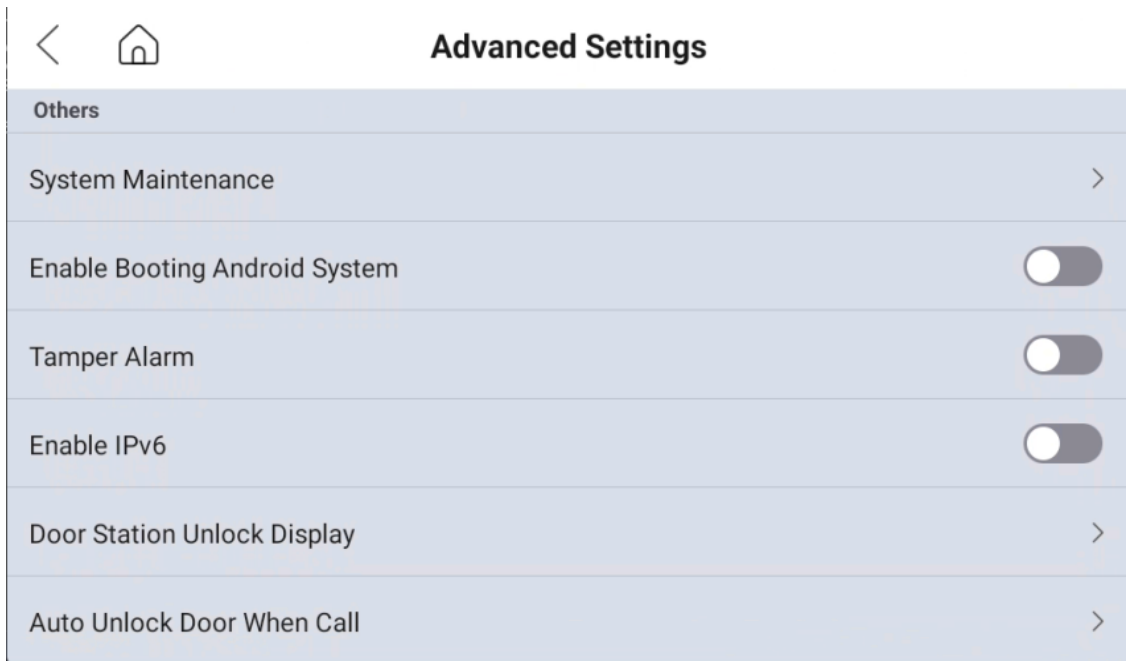 Advanced Settings
Others
System Maintenance
Enable Booting Android System
Tamper Alarm
Enable IPv6
Door Station Unlock Display
Auto Unlock Door When Call